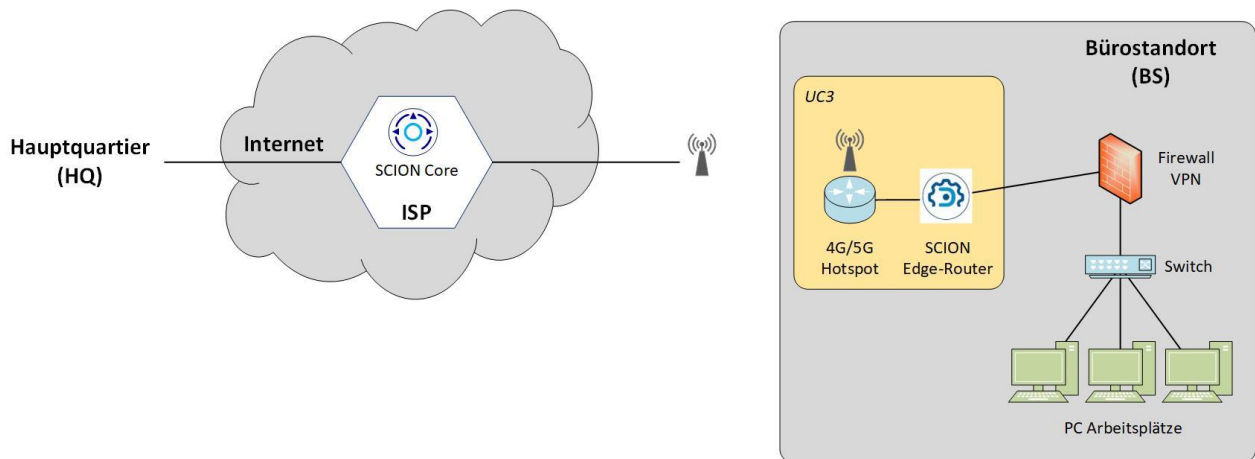 Hauptquartier
(HQ)
Internet
SCION Core
ISP
Bürostandort
(BS)
UC3
4G/5G
Hotspot
SCION
Edge-Router
Firewall
VPN
Switch
PC Arbeitsplätze